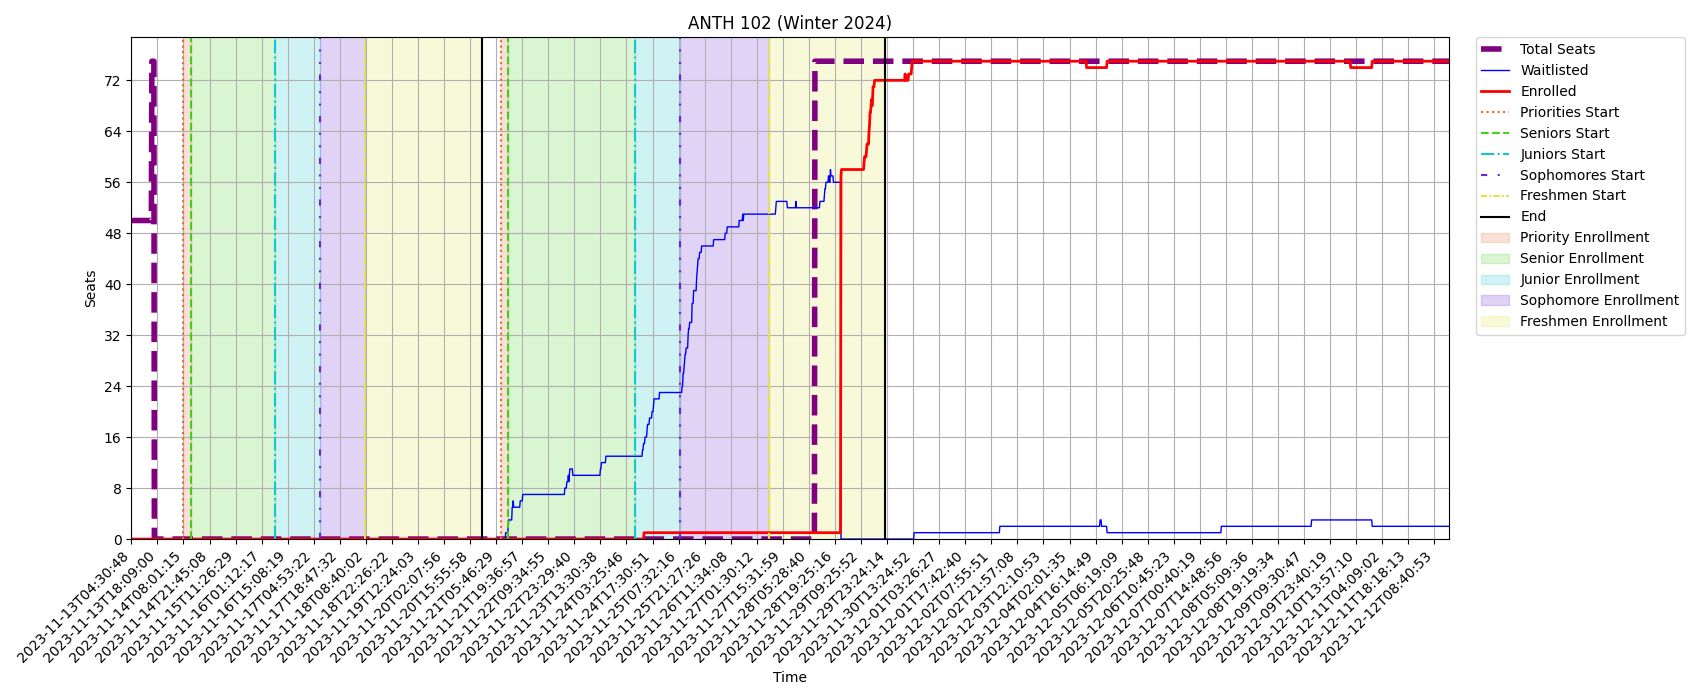 ANTH 102 (Winter 2024)
Seats
72
64
56
48
40
32
24
16
8
0
2023-11-13T04:30:48
2023-11-13T18:09:00
2023-11-14T08:01:15
2023-11-14T21:45:08
2023-11-15T11:26:29
2023-11-16T01:12:17
2023-11-16T15:08:19
2023-11-17T04:53:22
2023-11-17T18:47:32
2023-11-18T08:40:02
2023-11-18T22:26:22
2023-11-19T12:24:03
2023-11-20T02:07:56
2023-11-20T15:55:58
2023-11-21T05:46:29
2023-11-21T19:36:57
2023-11-22T09:34:55
2023-11-22T23:29:40
2023-11-23T13:30:38
2023-11-24T03:25:46
2023-11-24T17:30:51
2023-11-25T07:32:16
2023-11-25T21:27:26
2023-11-26T11:34:08
2023-11-27T01:30:12
2023-11-27T15:31:59
2023-11-28T05:28:40
2023-11-28T19:25:16
2023-11-29T09:25:52
2023-11-29T23:24:14
2023-11-30T13:24:52
2023-12-01T03:26:27
2023-12-01T17:42:40
2023-12-02T07:55:51
2023-12-02T21:57:08
2023-12-03T12:10:53
2023-12-04T02:01:35
2023-12-04T16:14:49
2023-12-05T06:19:09
2023-12-05T20:25:48
2023-12-06T10:45:23
2023-12-07T00:40:19
2023-12-07T14:48:56
2023-12-08T05:09:36
2023-12-08T19:19:34
2023-12-09T09:30:47
2023-12-09T23:40:19
2023-12-10T13:57:10
2023-12-11T04:09:02
2023-12-11T18:18:13
2023-12-12T08:40:53
Time
Total Seats
Waitlisted
Enrolled
Priorities Start
Seniors Start
Juniors Start
Sophomores Start
Freshmen Start
End
Priority Enrollment
Senior Enrollment
Junior Enrollment
Sophomore Enrollment
Freshmen Enrollment